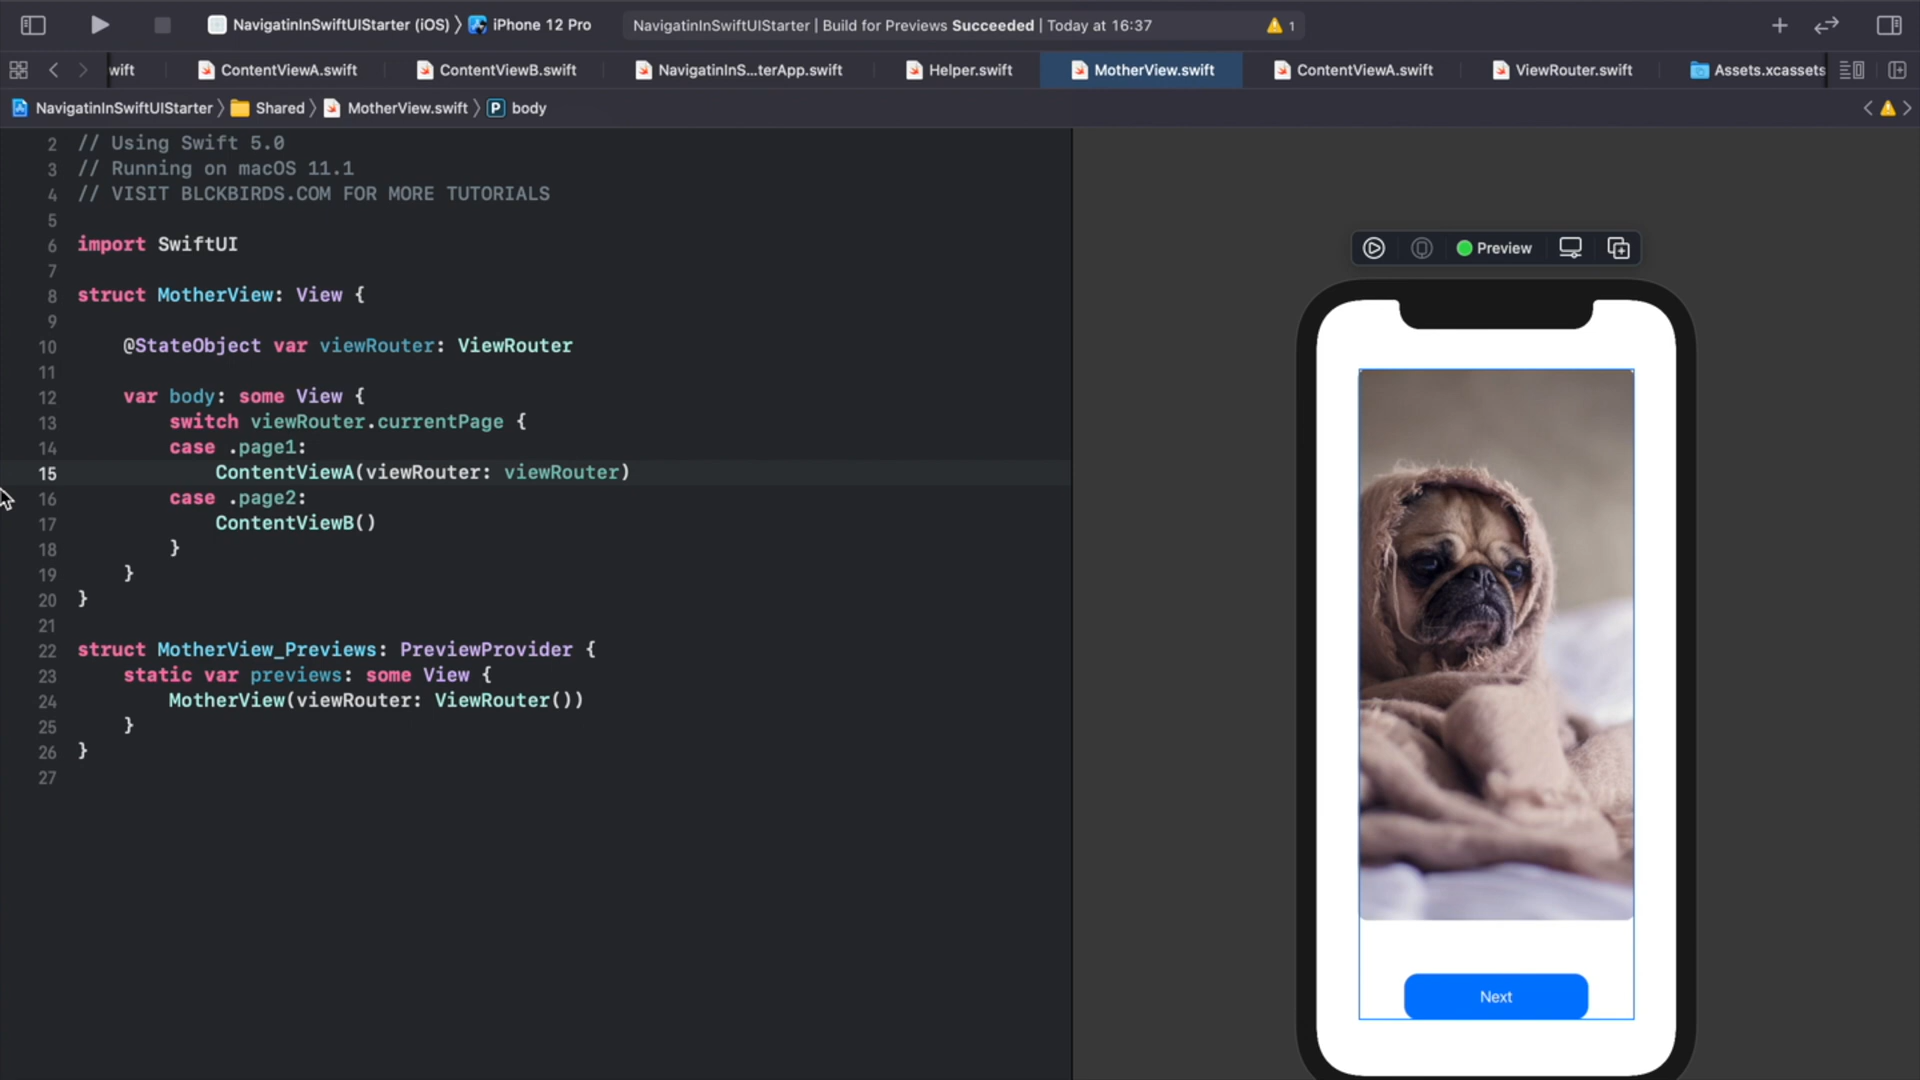 NavigatinInSwiftUIStarter (iOS) 〉 iPhone 12 Pro
NavigatinInSwiftUIStarter | Build for Previews Succeeded | Today at 16:37
1
wift
ContentViewA.swift
ContentViewB.swift
NavigatinInS...terApp.swift
Helper.swift
MotherView.swift
ContentViewA.swift
ViewRouter.swift
Assets.xcassets
NavigatinInSwiftUIStarter 〉 Shared 〉 MotherView.swift 〉 P body
2 // Using Swift 5.0
3 // Running on macOS 11.1
4 // VISIT BLCKBIRDS.COM FOR MORE TUTORIALS
5
6 import SwiftUI
7
8 struct MotherView: View {
9
10 @StateObject var viewRouter: ViewRouter
11
12 var body: some View {
13 switch viewRouter.currentPage {
14 case .page1:
15 ContentViewA(viewRouter: viewRouter)
16 case .page2:
17 ContentViewB()
18 }
19 }
20 }
21
22 struct MotherView_Previews: PreviewProvider {
23 static var previews: some View {
24 MotherView(viewRouter: ViewRouter())
25 }
26 }
27
Preview
Next